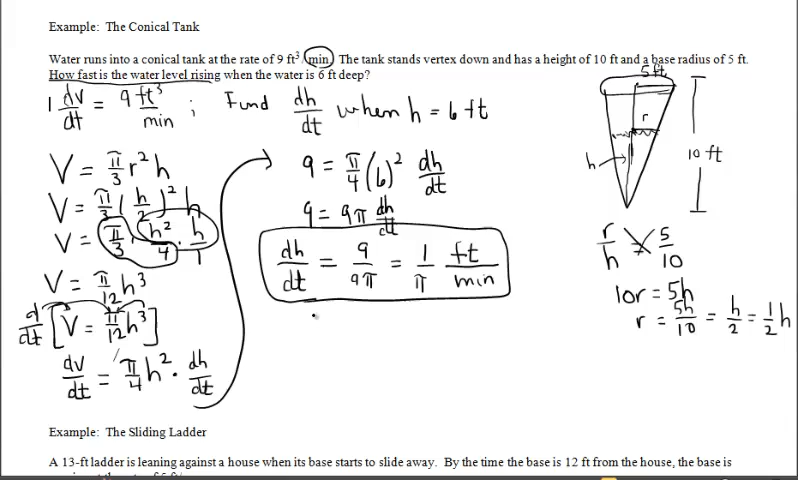 Example: The Conical Tank
Water runs into a conical tank at the rate of 9 ft³/min. The tank stands vertex down and has a height of 10 ft and a base radius of 5 ft.
How fast is the water level rising when the water is 6 ft deep?
1) dV/dt = 9 ft³/min ; Find dh/dt when h = 6 ft
V = π/3 r² h
V = π/3 (h/2)² h
V = π/3 · h²/4 · h/1
V = π/12 h³
d/dt [V = π/12 h³]
dV/dt = π/4 h² · dh/dt
9 = π/4 (6)² dh/dt
9 = 9π dh/dt
dh/dt = 9/9π = 1/π ft/min
5 ft
r
h
10 ft
r/h = 5/10
10r = 5h
r = 5h/10 = h/2 = 1/2 h
Example: The Sliding Ladder
A 13-ft ladder is leaning against a house when its base starts to slide away. By the time the base is 12 ft from the house, the base is